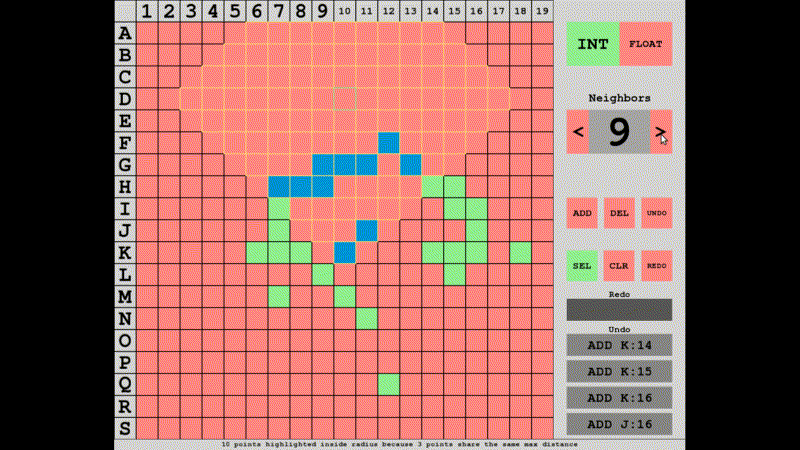 1 2 3 4 5 6 7 8 9 10 11 12 13 14 15 16 17 18 19
A
B
C
D
E
F
G
H
I
J
K
L
M
N
O
P
Q
R
S
INT FLOAT
Neighbors
< 9 >
ADD DEL UNDO
SEL CLR REDO
Redo
Undo
ADD K:14
ADD K:15
ADD K:16
ADD J:16
10 points highlighted inside radius because 3 points share the same max distance